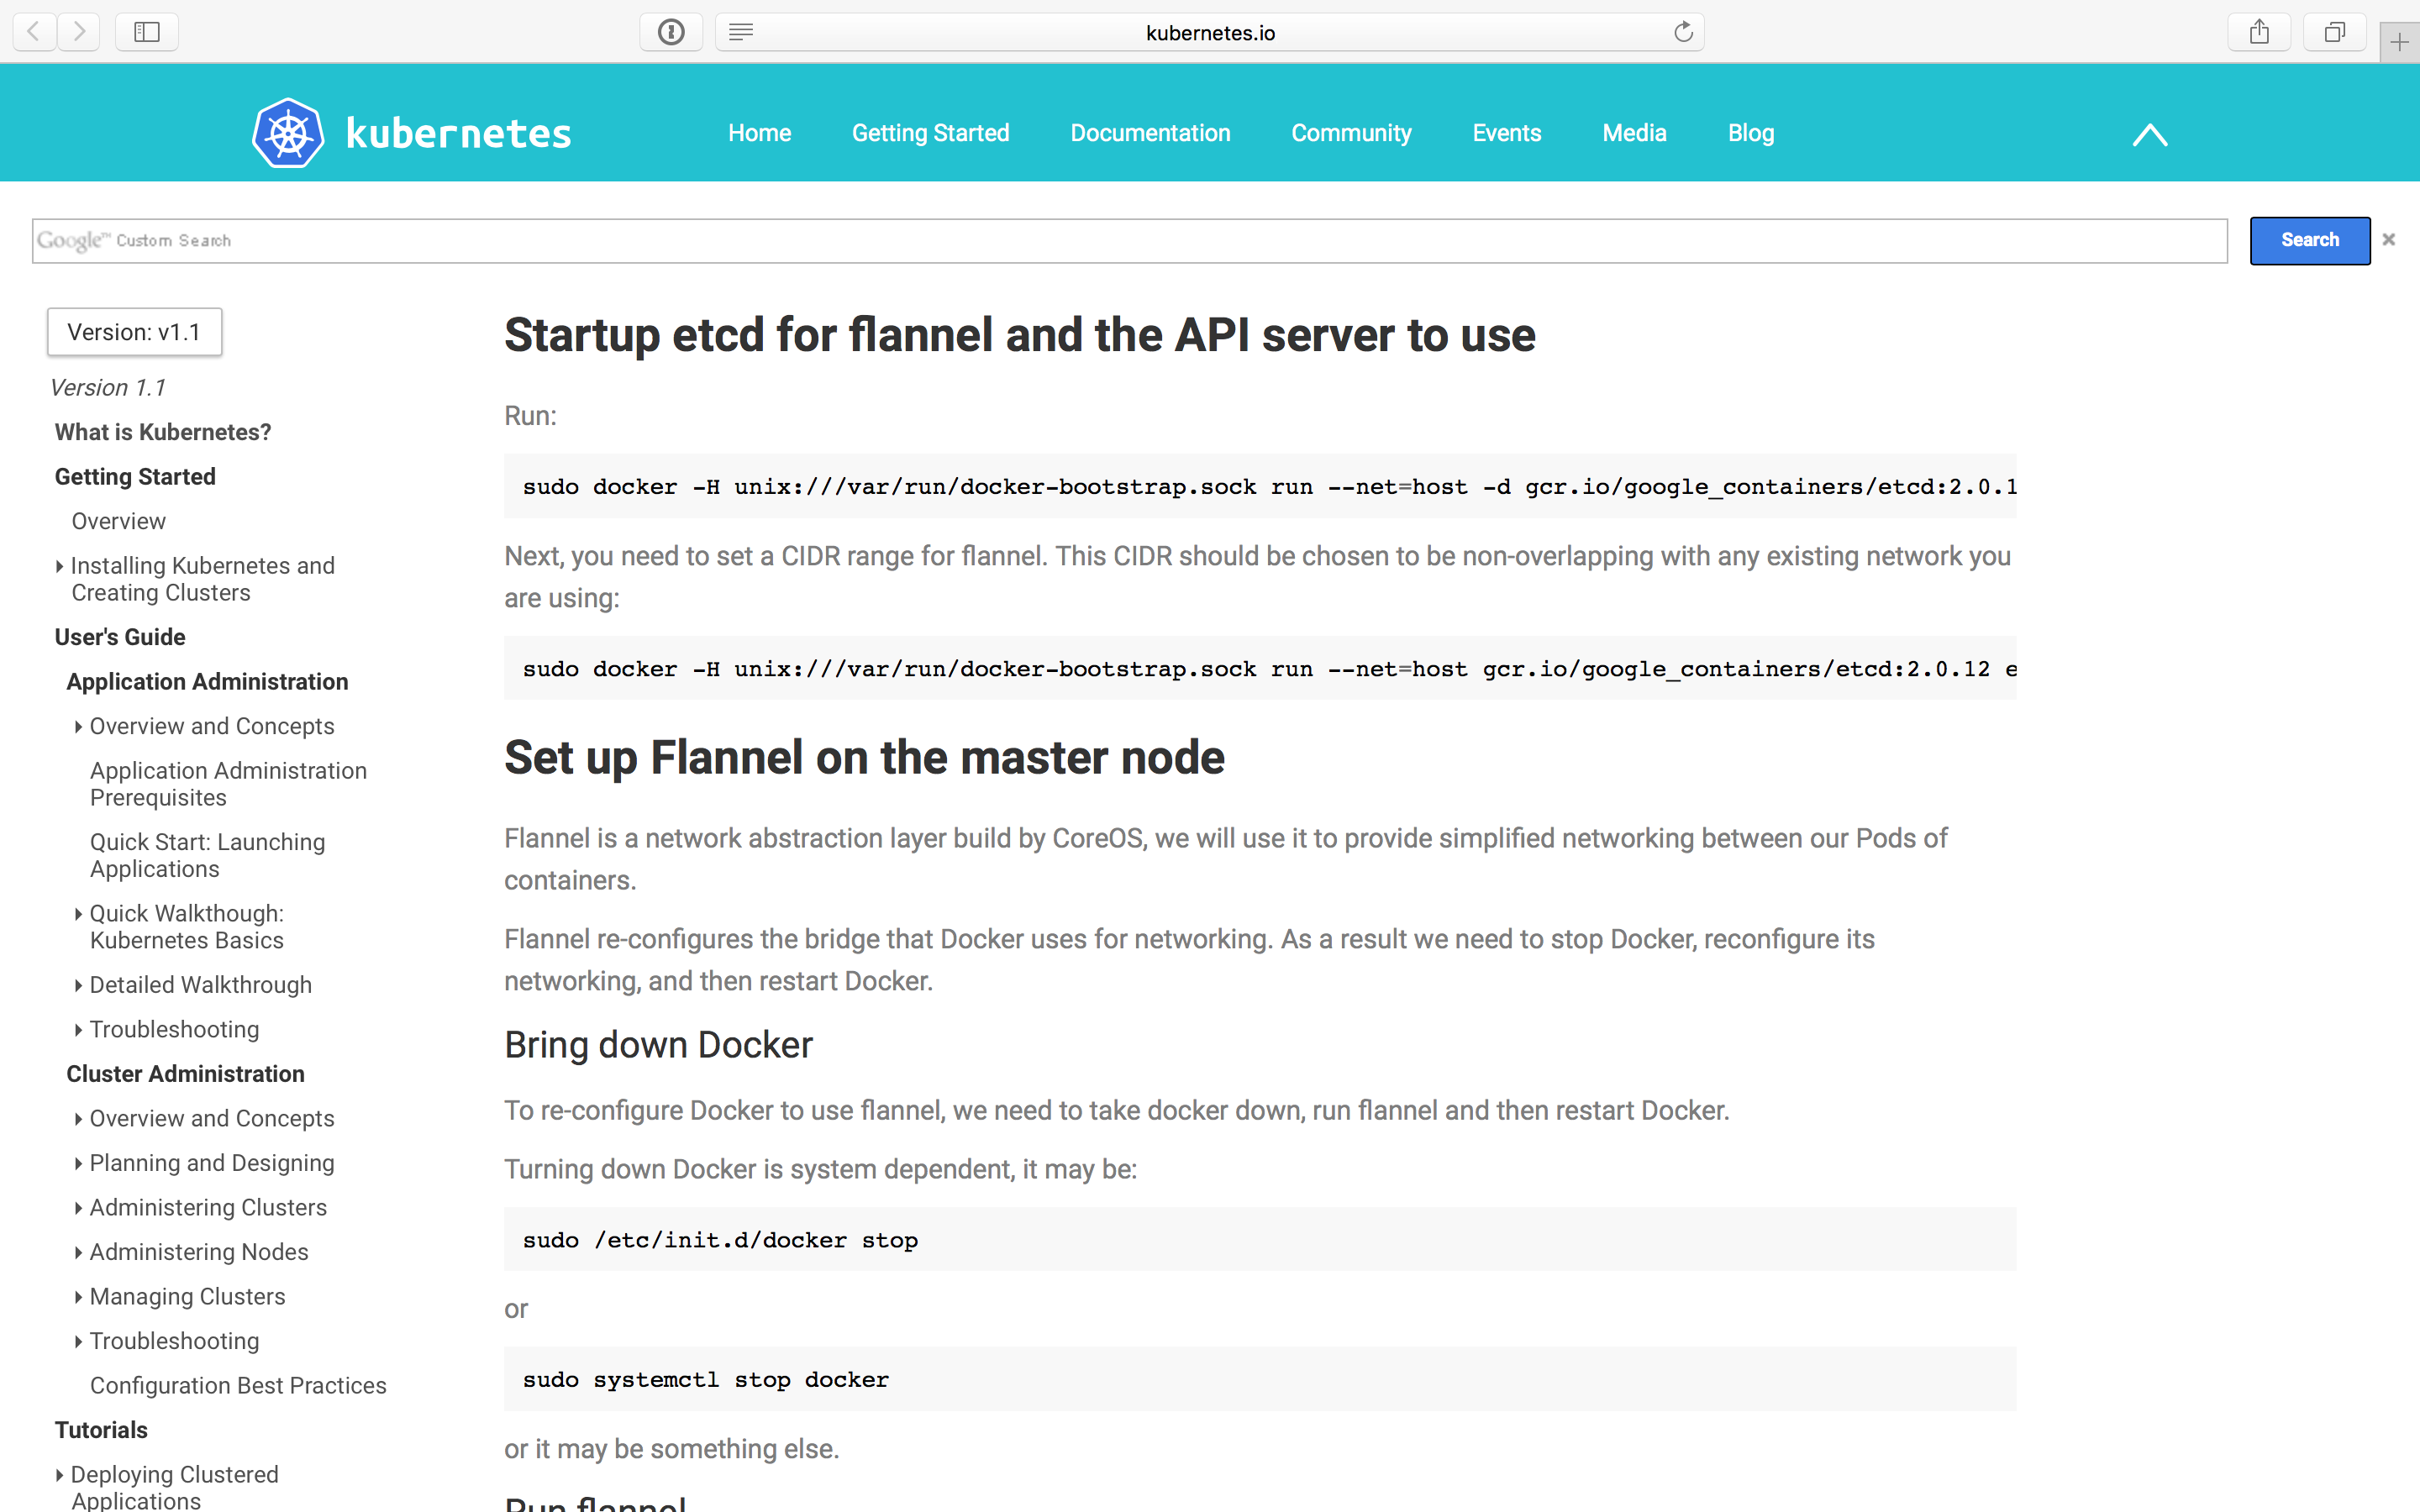 kubernetes.io
kubernetes
Home
Getting Started
Documentation
Community
Events
Media
Blog
Google™ Custom Search
Search
Version: v1.1
Version 1.1
What is Kubernetes?
Getting Started
Overview
Installing Kubernetes and
Creating Clusters
User's Guide
Application Administration
Overview and Concepts
Application Administration
Prerequisites
Quick Start: Launching
Applications
Quick Walkthough:
Kubernetes Basics
Detailed Walkthrough
Troubleshooting
Cluster Administration
Overview and Concepts
Planning and Designing
Administering Clusters
Administering Nodes
Managing Clusters
Troubleshooting
Configuration Best Practices
Tutorials
Deploying Clustered
Applications
Startup etcd for flannel and the API server to use
Run:
sudo docker -H unix:///var/run/docker-bootstrap.sock run --net=host -d gcr.io/google_containers/etcd:2.0.1
Next, you need to set a CIDR range for flannel. This CIDR should be chosen to be non-overlapping with any existing network you
are using:
sudo docker -H unix:///var/run/docker-bootstrap.sock run --net=host gcr.io/google_containers/etcd:2.0.12 e
Set up Flannel on the master node
Flannel is a network abstraction layer build by CoreOS, we will use it to provide simplified networking between our Pods of
containers.
Flannel re-configures the bridge that Docker uses for networking. As a result we need to stop Docker, reconfigure its
networking, and then restart Docker.
Bring down Docker
To re-configure Docker to use flannel, we need to take docker down, run flannel and then restart Docker.
Turning down Docker is system dependent, it may be:
sudo /etc/init.d/docker stop
or
sudo systemctl stop docker
or it may be something else.
Run flannel